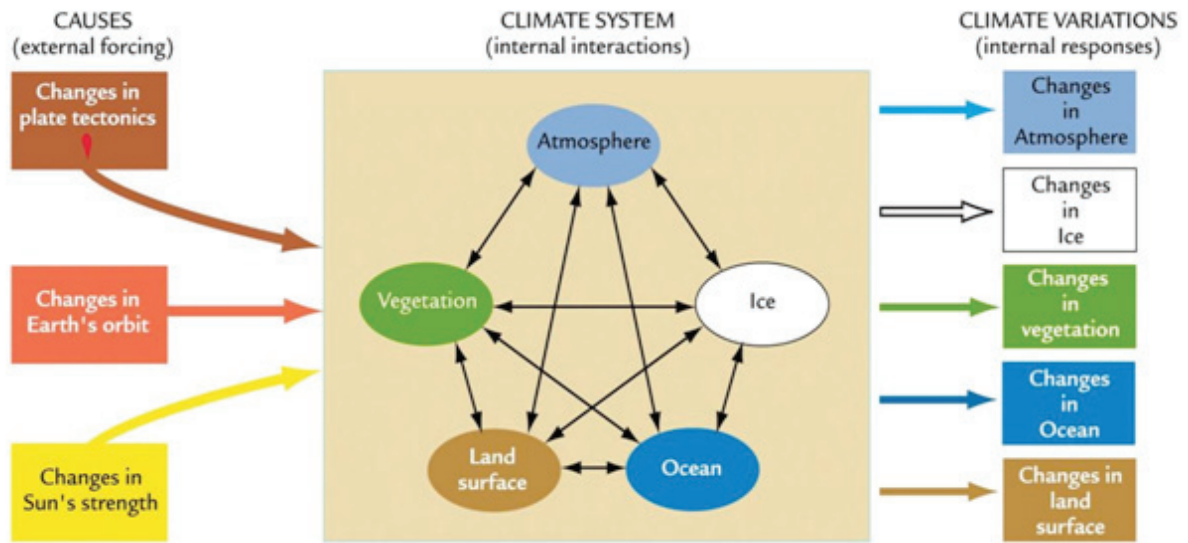 CAUSES
(external forcing)
Changes in
plate tectonics
Changes in
Earth's orbit
Changes in
Sun's strength
CLIMATE SYSTEM
(internal interactions)
Atmosphere
Vegetation
Ice
Land
surface
Ocean
CLIMATE VARIATIONS
(internal responses)
Changes
in
Atmosphere
Changes
in
Ice
Changes
in
vegetation
Changes
in
Ocean
Changes in
land
surface